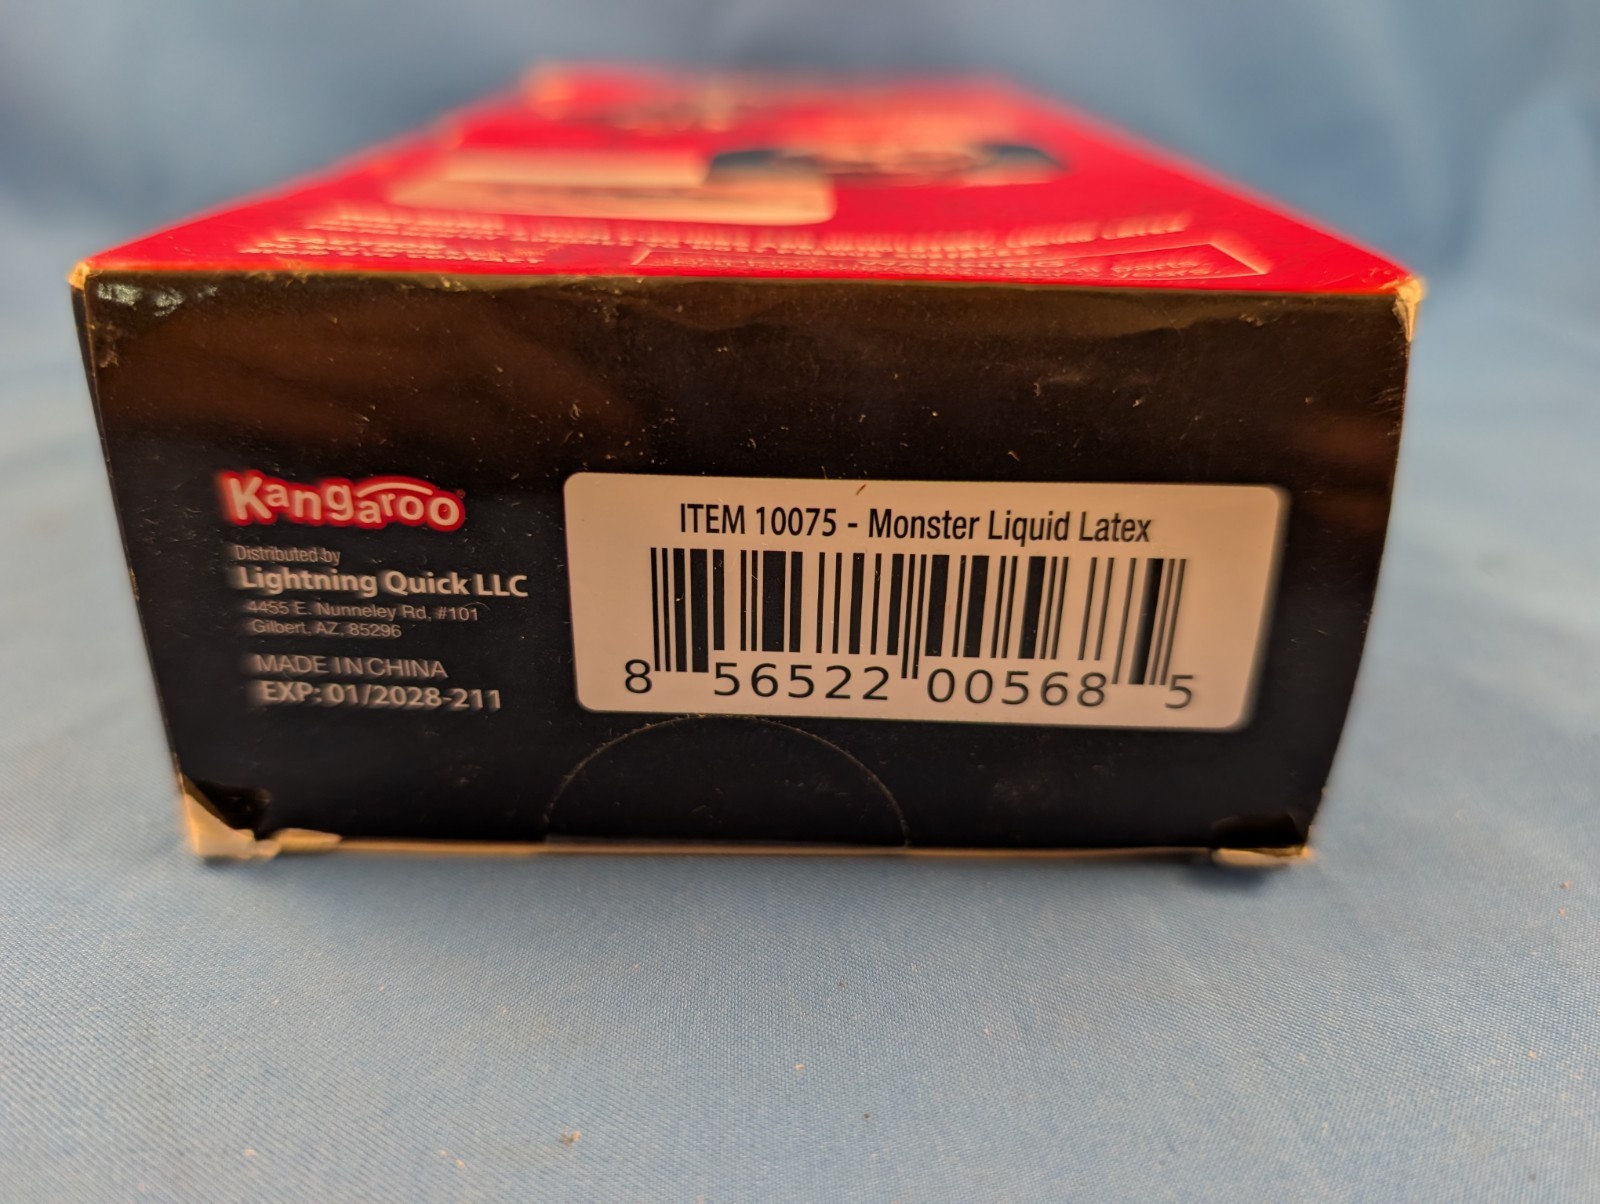 Kangaroo
Distributed by
Lightning Quick LLC
4455 E. Nunneley Rd, #101
Gilbert, AZ, 85296
MADE IN CHINA
EXP: 01/2028-211
ITEM 10075 - Monster Liquid Latex
8 56522 00568 5